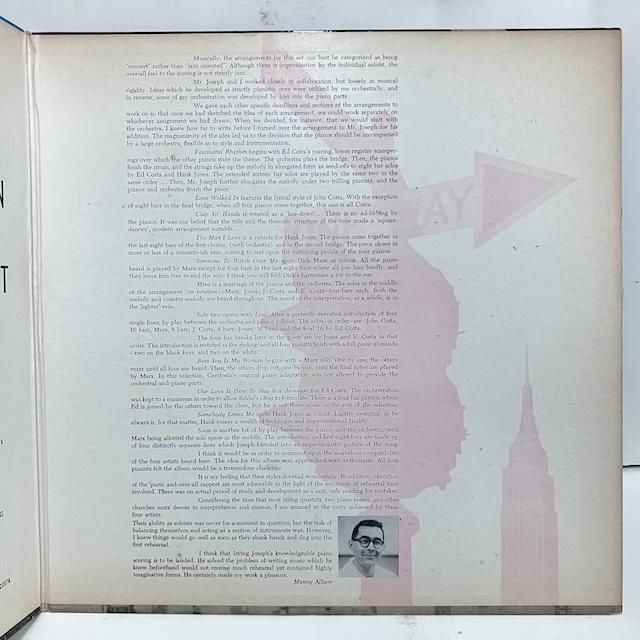 N
T
Musically, the arrangements for this set can best be categorized as being
"concert" rather than "jazz oriented". Although there is improvisation by the individual soloist, the
over-all feel to the scoring is not strictly jazz.
Mr. Joseph and I worked closely in collaboration, but loosely in musical
rigidity. Ideas which he developed as strictly pianistic ones were utilized by me orchestrally, and
in reverse, some of my orchestration was developed by him into the piano parts.
We gave each other specific deadlines and sections of the arrangements to
work on so that once we had sketched the idea of each arrangement, we could work separately on
whichever assignment we had drawn. When we decided, for instance, that we would start with
the orchestra, I knew how far to write before I turned over the arrangement to Mr. Joseph for his
addition. The magnanimity of the idea led us to the decision that the pianos should be accompanied
by a large orchestra, flexible as to style and instrumentation.
Fascinatin' Rhythm begins with Ed Costa's roaring, lower register scamper-
ings over which the other pianos state the theme. The orchestra plays the bridge. Then, the pianos
finish the strain, and the strings take up the melody in elongated form as send-offs to eight bar solos
by Ed Costa and Hank Jones. The extended sixteen bar solos are played by the same two in the
same order... Then, Mr. Joseph further elongates the melody under two trilling pianists, and the
pianos and orchestra finish the piece.
Love Walked In features the lyrical style of John Costa. With the exception
of eight bars in the final bridge, when all four pianos come together, this one is all Costa.
Clap Yo' Hands is treated as a 'hoe-down'... There is no ad-libbing by
the pianos. It was our belief that the title and the thematic structure of the tune made a 'square-
dancey', modern arrangement suitable.
The Man I Love is a vehicle for Hank Jones. The pianos come together in
the last eight bars of the first chorus, (with orchestra) and in the second bridge. The piece closes in
more or less of a concerto-ish vein, coming to rest upon the sustaining pedals of the four pianos.
Someone To Watch Over Me spots Dick Marx as soloist. All the piano
heard is played by Marx except for four bars in the last eight bars where all join him briefly, and
then leave him free to end the solo. I think you will find Dick's harmonies a joy to the ear.
Mine is a marriage of the pianos and the orchestra. The solos in the middle
of the arrangement (in rotation)—Marx, Jones, J. Costa and E. Costa—four-bars each. Both the
melody and counter-melody are heard throughout. The mood of the interpretation, as a whole, is in
the 'lighter' vein.
Side two opens with Liza. After a perfectly executed introduction of four
single lines, by-play between the orchestra and pianos follows. The solos—in order—are: John Costa,
16 bars, Marx, 8 bars; J. Costa, 8 bars; Jones, 16 bars and the final 16 by Ed Costa.
The four bar breaks later in the piece are by Jones and E. Costa in that
order. The introduction is restated as the ending, and all four pianists finish with a full piano glissando
—two on the black keys, and two on the white.
Bess You Is My Woman begins with a Marx solo. One by one, the others
enter until all four are heard. Then, the others drop out, one by one, until the final notes are played
by Marx. In this selection, Gershwin's original piano adaptation was not altered to provide the
orchestral and piano parts.
Our Love Is Here To Stay is a showcase for Ed Costa. The orchestration
was kept to a minimum in order to allow Eddie's ideas to formulate. There is a four bar portion where
Ed is joined by the others toward the close, but he is out there alone on the rest of the selection.
Somebody Loves Me spots Hank Jones as soloist. Lightly swinging, as he
always is, for that matter, Hank essays a wealth of technique and improvisational facility.
Soon is another bit of by-play between the pianos and the orchestra, with
Marx being allotted the solo space in the middle. The introduction and first eight bars are made up
of four distinctly separate lines which Joseph blended into an impressionistic picture of the song.
I think it would be in order to comment upon the marvelous compatibility
of the four artists heard here. The idea for this album was approached with enthusiasm. All four
pianists felt the album would be a tremendous challenge.
It is my feeling that their styles dovetail wonderfully. In addition, execution
of the 'parts' and over-all rapport are most admirable in the light of the minimum of rehearsal time
involved. There was no actual period of study and development as a unit, only reading for mistakes.
Considering the time that most string quartets, two piano teams, and other
chamber units devote to interpretation and nuance, I am amazed at the unity achieved by these
four artists.
Their ability as soloists was never for a moment in question, but the task of
balancing themselves and acting as a section of instruments was. However,
I knew things would go well as soon as they shook hands and dug into the
first rehearsal.
I think that Irving Joseph's knowledgeable piano
scoring is to be lauded. He solved the problem of writing music which he
knew beforehand would not receive much rehearsal yet contained highly
imaginative forms. He certainly made my work a pleasure.
Manny Albam
WAY
COSTA